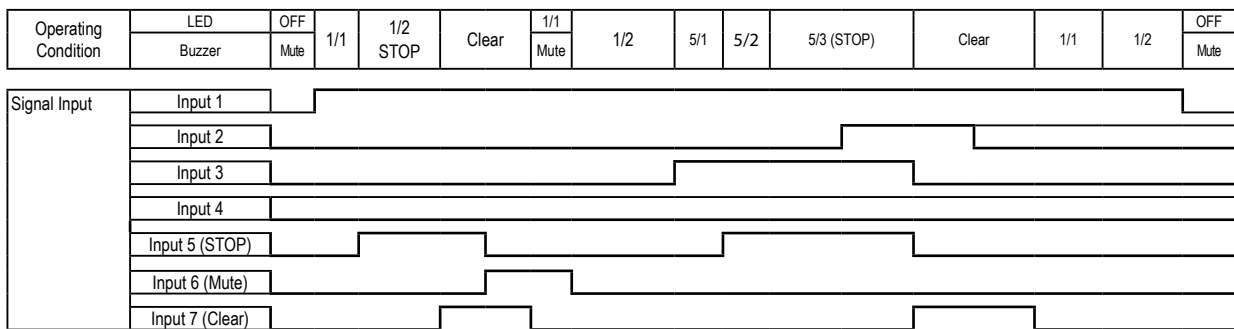 Operating Condition
LED
OFF
1/1
1/2
STOP
Clear
1/1
1/2
5/1
5/2
5/3 (STOP)
Clear
1/1
1/2
OFF
Buzzer
Mute
Mute
Mute
Signal Input
Input 1
Input 2
Input 3
Input 4
Input 5 (STOP)
Input 6 (Mute)
Input 7 (Clear)